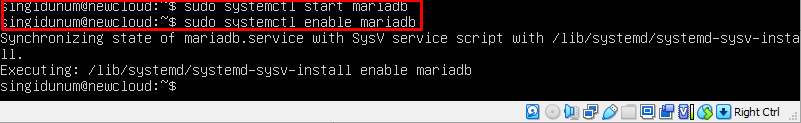 singidunum@newcloud:~$ sudo systemctl start mariadb
singidunum@newcloud:~$ sudo systemctl enable mariadb
Synchronizing state of mariadb.service with SysV service script with /lib/systemd/systemd-sysv-insta
ll.
Executing: /lib/systemd/systemd-sysv-install enable mariadb
singidunum@newcloud:~$
Right Ctrl